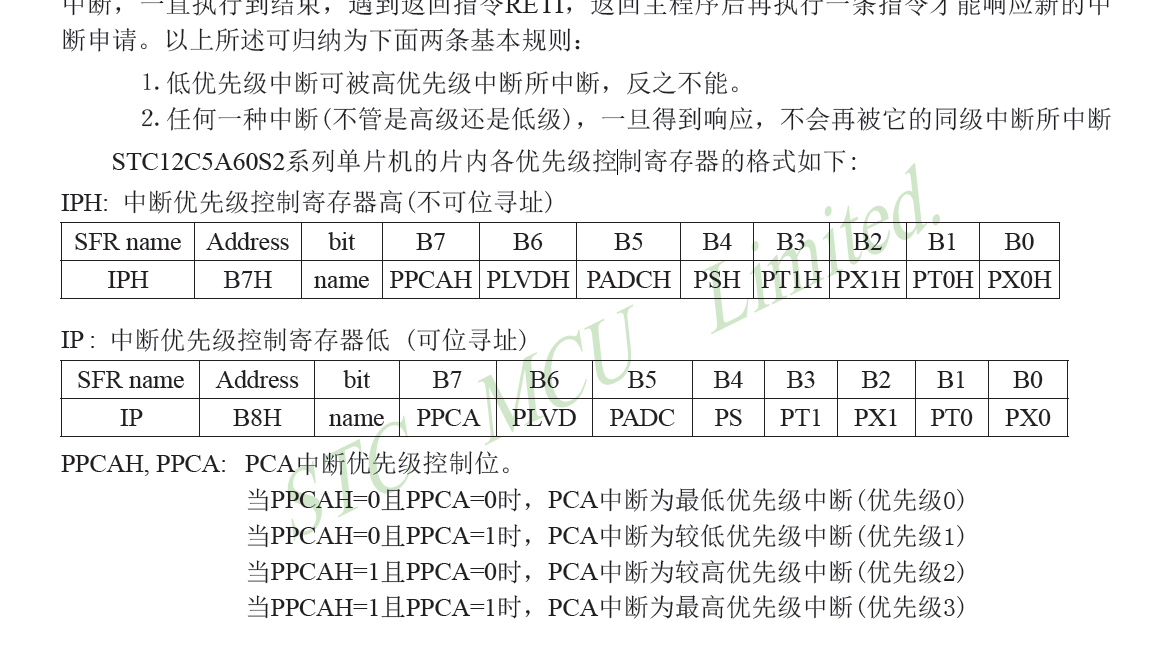 中断，一直执行到结束，遇到返回指令RETI，返回主程序后再执行一条指令才能响应新的中
断申请。以上所述可归纳为下面两条基本规则：
1. 低优先级中断可被高优先级中断所中断，反之不能。
2. 任何一种中断(不管是高级还是低级)，一旦得到响应，不会再被它的同级中断所中断
STC12C5A60S2系列单片机的片内各优先级控制寄存器的格式如下：
IPH: 中断优先级控制寄存器高(不可位寻址)
SFR name Address bit B7 B6 B5 B4 B3 B2 B1 B0
IPH B7H name PPCAH PLVDH PADCH PSH PT1H PX1H PT0H PX0H
IP : 中断优先级控制寄存器低 (可位寻址)
SFR name Address bit B7 B6 B5 B4 B3 B2 B1 B0
IP B8H name PPCA PLVD PADC PS PT1 PX1 PT0 PX0
PPCAH, PPCA: PCA中断优先级控制位。
当PPCAH=0且PPCA=0时，PCA中断为最低优先级中断(优先级0)
当PPCAH=0且PPCA=1时，PCA中断为较低优先级中断(优先级1)
当PPCAH=1且PPCA=0时，PCA中断为较高优先级中断(优先级2)
当PPCAH=1且PPCA=1时，PCA中断为最高优先级中断(优先级3)
STC MCU Limited.